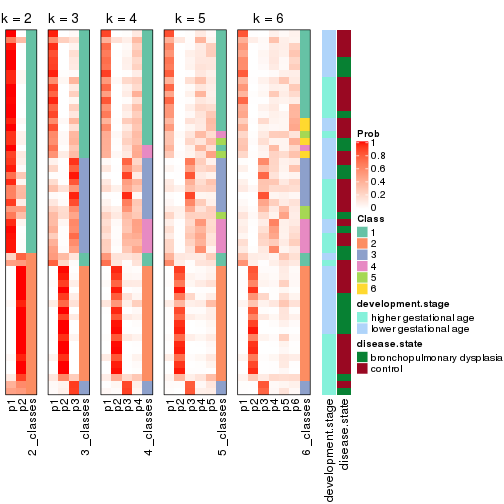 k = 2
k = 3
k = 4
k = 5
k = 6
Prob
1
0.8
0.6
0.4
0.2
0
Class
1
2
3
4
5
6
development.stage
higher gestational age
lower gestational age
disease.state
bronchopulmonary dysplasia
control
p1
p2
2_classes
p1
p2
p3
3_classes
p1
p2
p3
p4
4_classes
p1
p2
p3
p4
p5
5_classes
p1
p2
p3
p4
p5
p6
6_classes
development.stage
disease.state